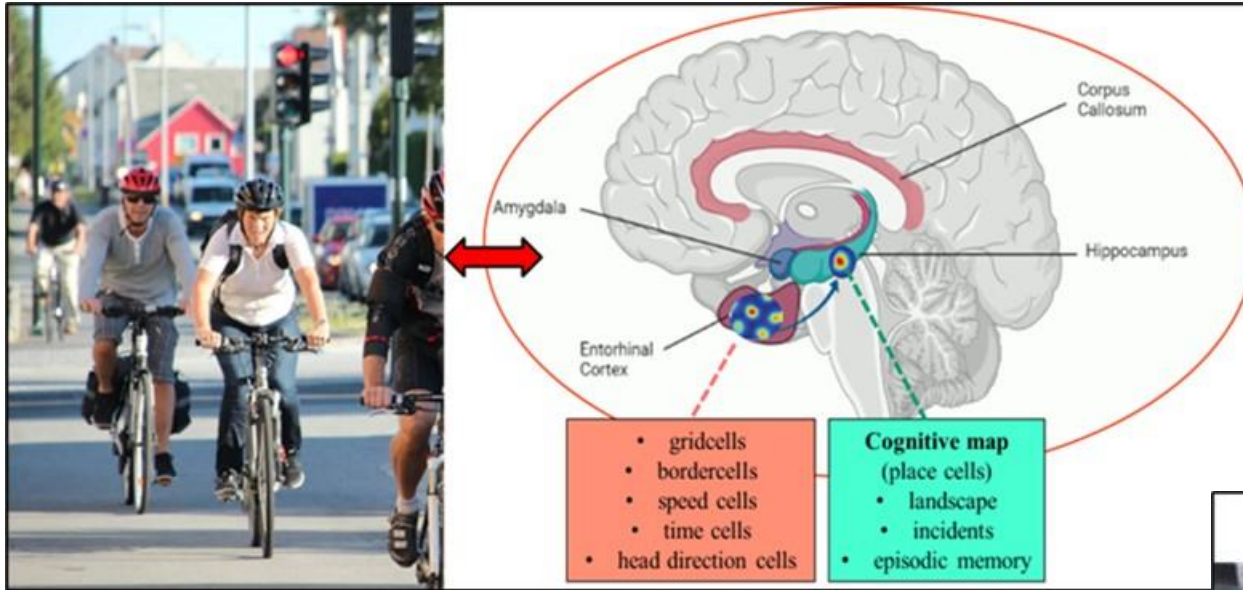 Corpus
Callosum
Amygdala
Hippocampus
Entorhinal
Cortex
• gridcells
• bordercells
• speed cells
• time cells
• head direction cells
Cognitive map
(place cells)
• landscape
• incidents
• episodic memory